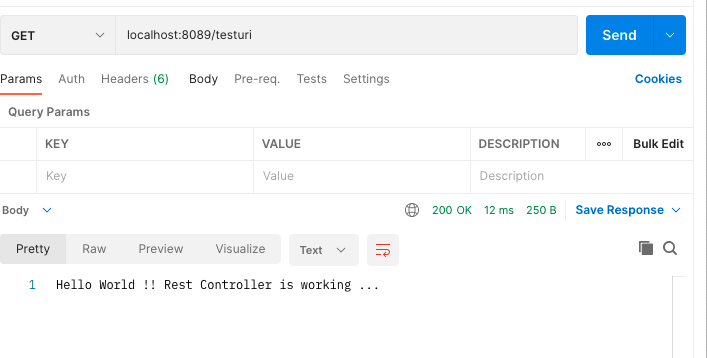 GET localhost:8089/testuri Send
Params Auth Headers (6) Body Pre-req. Tests Settings Cookies
Query Params
KEY VALUE DESCRIPTION ooo Bulk Edit
Key Value Description
Body 200 OK 12 ms 250 B Save Response
Pretty Raw Preview Visualize Text
1 Hello World !! Rest Controller is working ...